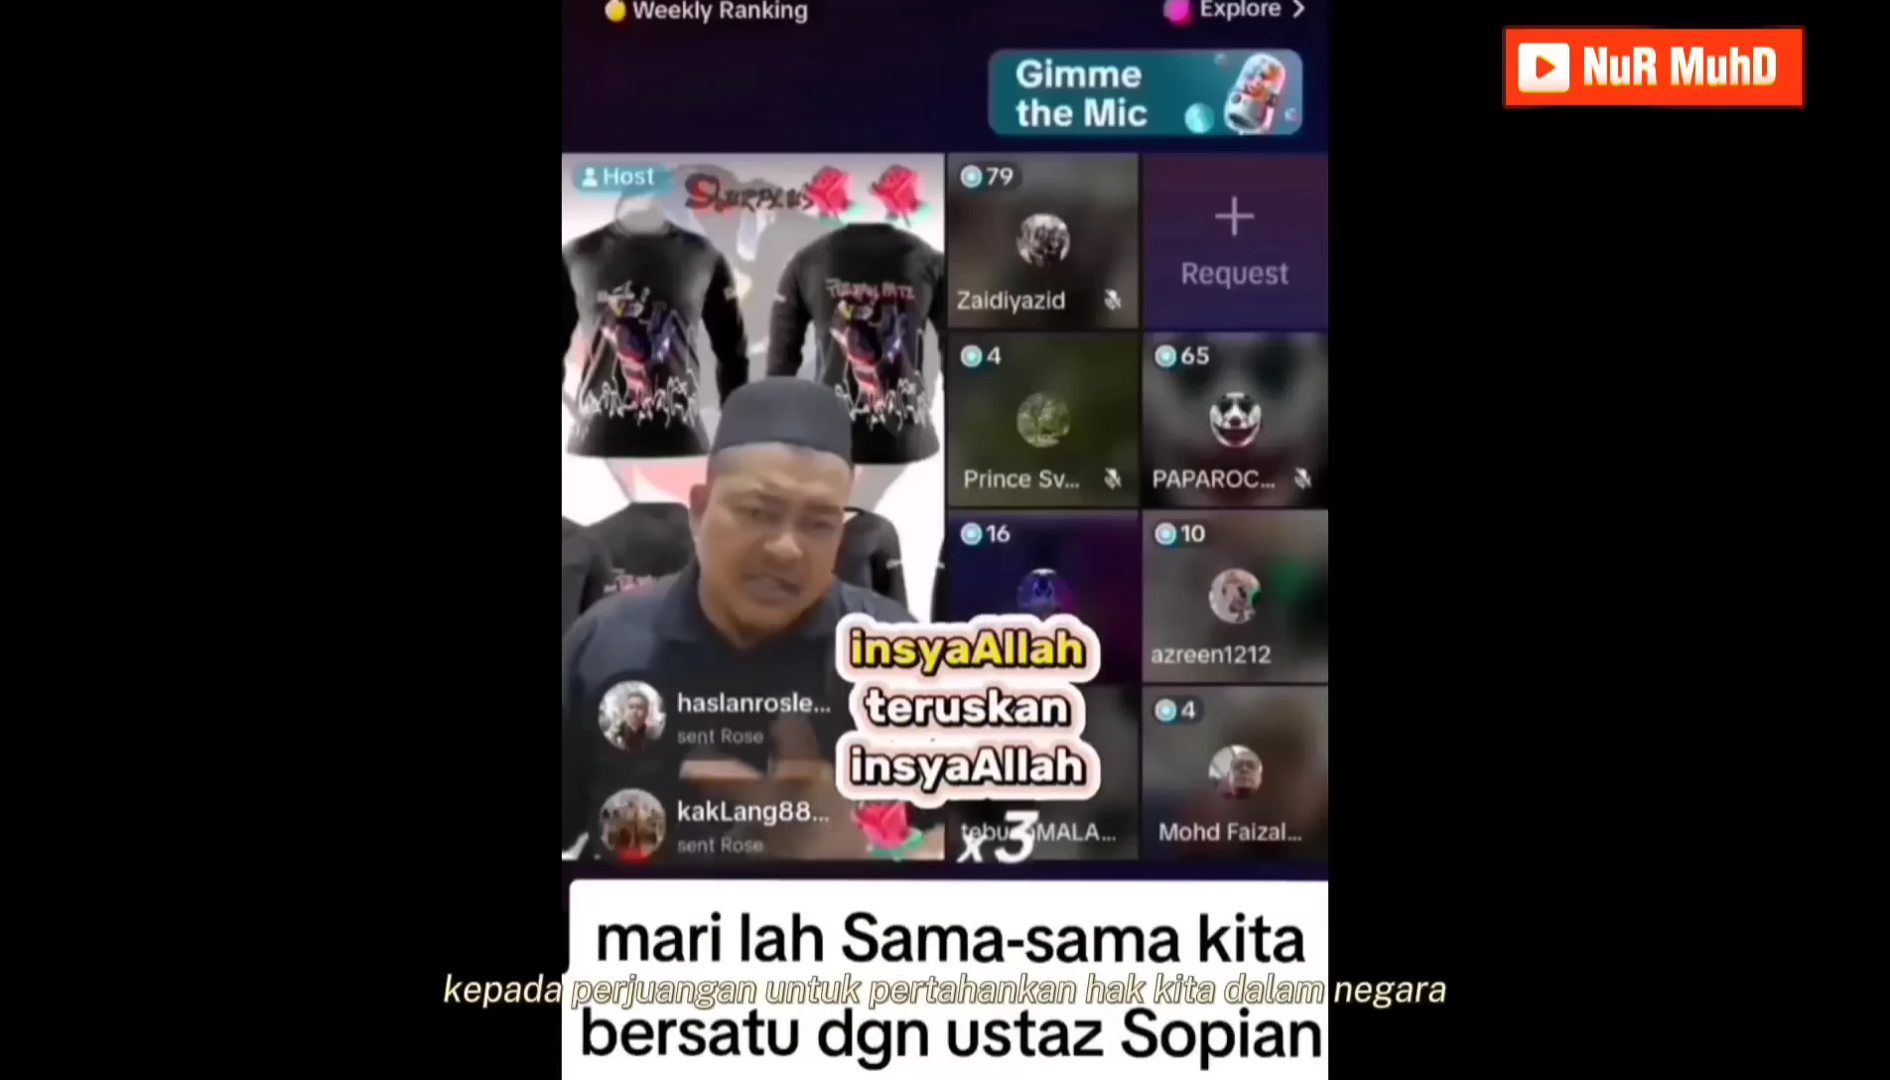 Weekly Ranking
Explore
NuR MuhD
Gimme
the Mic
Host
79
Request
Zaidiyazid
4
65
Prince Sv...
PAPAROC...
16
10
insyaAllah
azreen1212
teruskan
haslanrosle...
sent Rose
4
insyaAllah
kakLang88...
MALA...
Mohd Faizal...
sent Rose
x3
mari lah Sama-sama kita
kepada perjuangan untuk pertahankan hak kita dalam negara
bersatu dgn ustaz Sopian